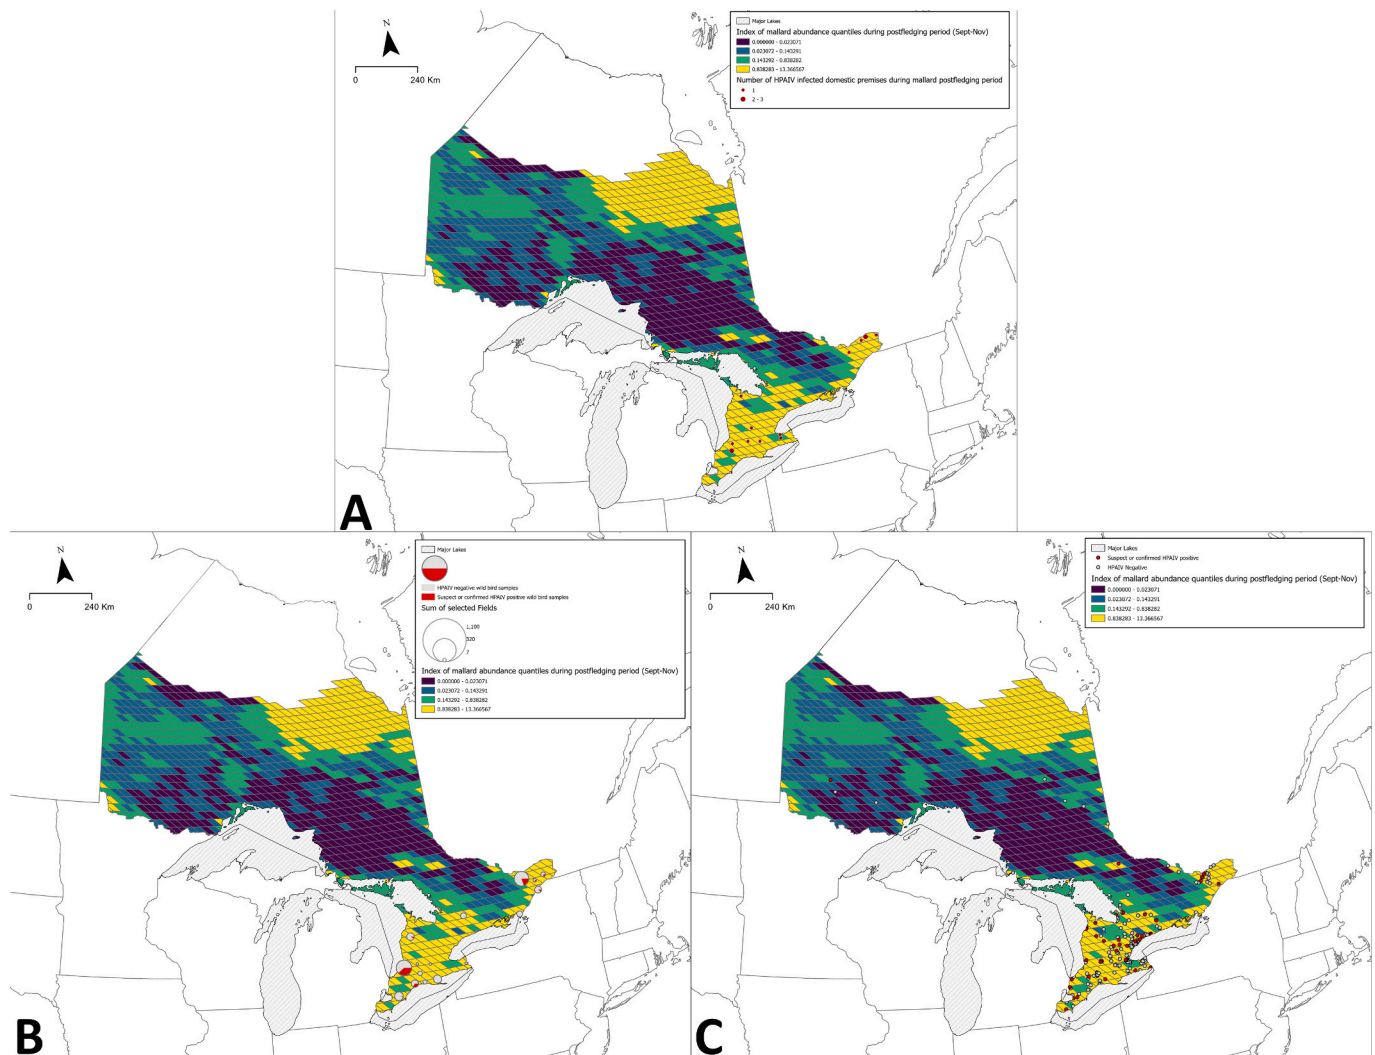 N
0 240 Km
Major Lakes
Index of mallard abundance quantiles during postfledging period (Sept-Nov)
0.000000 - 0.023071
0.023072 - 0.143291
0.143292 - 0.838282
0.838283 - 13.366567
Number of HPAIV infected domestic premises during mallard postfledging period
1
2 - 3
A
N
0 240 Km
Major Lakes
HPAIV negative wild bird samples
Suspect or confirmed HPAIV positive wild bird samples
Sum of selected Fields
1,100
320
7
Index of mallard abundance quantiles during postfledging period (Sept-Nov)
0.000000 - 0.023071
0.023072 - 0.143291
0.143292 - 0.838282
0.838283 - 13.366567
B
N
0 240 Km
Major Lakes
Suspect or confirmed HPAIV positive
HPAIV Negative
Index of mallard abundance quantiles during postfledging period (Sept-Nov)
0.000000 - 0.023071
0.023072 - 0.143291
0.143292 - 0.838282
0.838283 - 13.366567
C